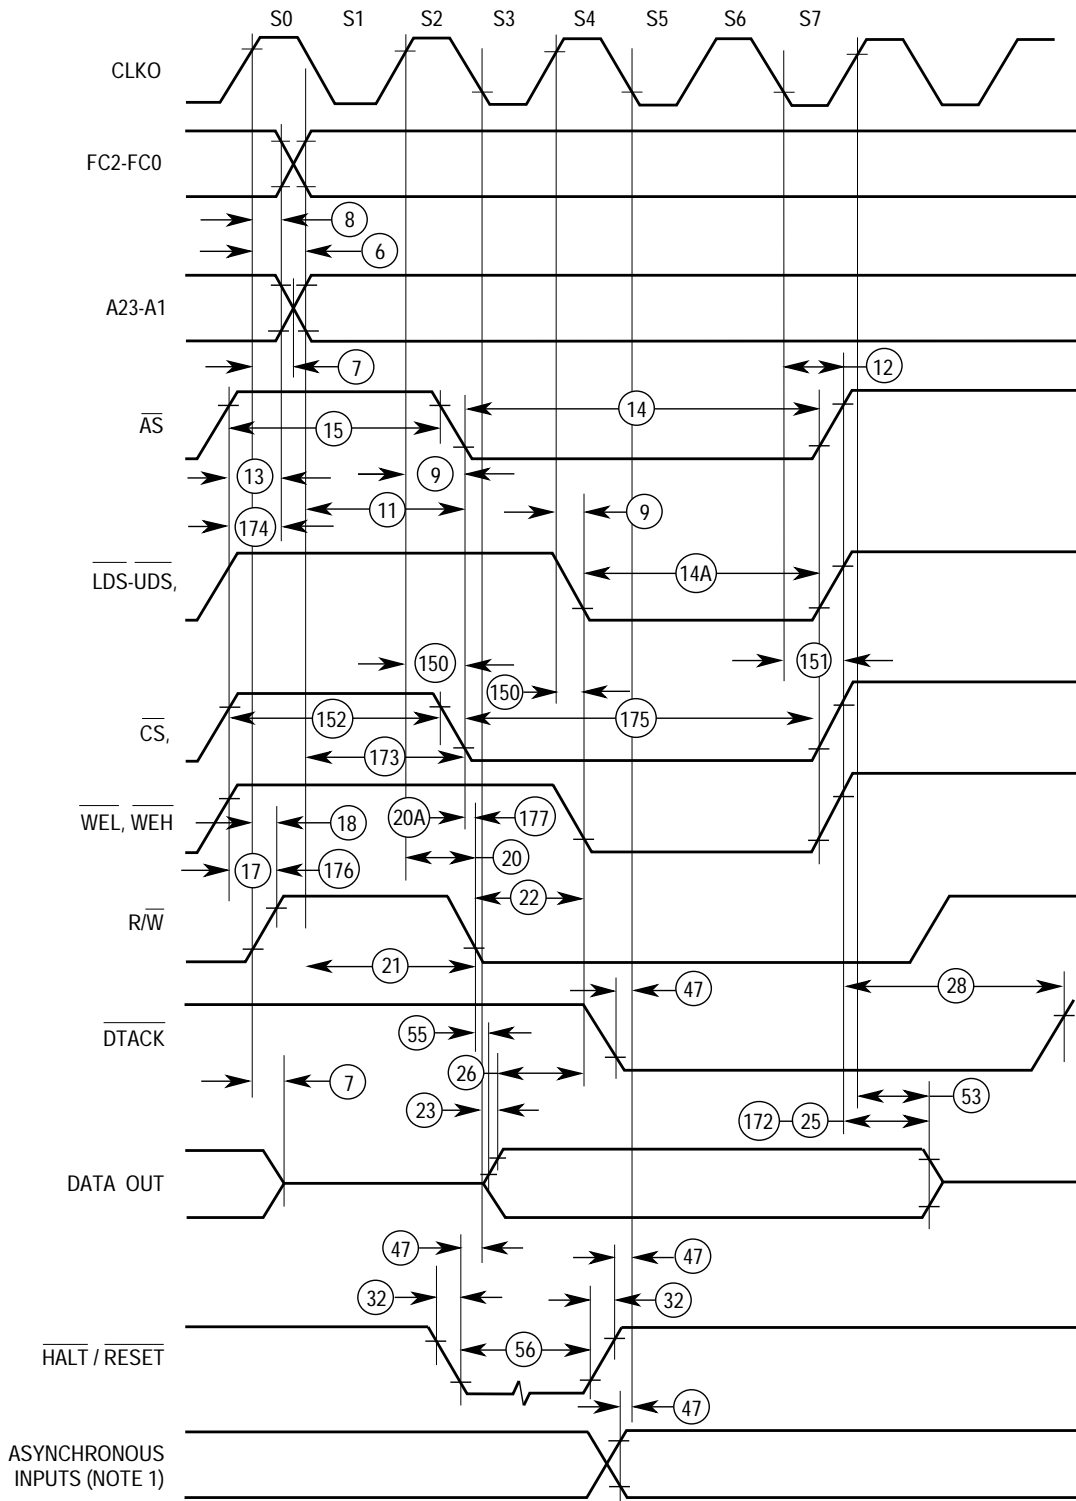 S0 S1 S2 S3 S4 S5 S6 S7
CLKO
FC2-FC0
8
6
A23-A1
7
12
AS
14
15
13
9
11
9
174
LDS-UDS,
14A
150
151
150
CS,
152
175
173
WEL, WEH
18
20A
177
20
17
176
22
R/W
21
47
28
DTACK
55
26
7
23
53
172
25
DATA OUT
47
47
32
32
HALT / RESET
56
47
ASYNCHRONOUS
INPUTS (NOTE 1)